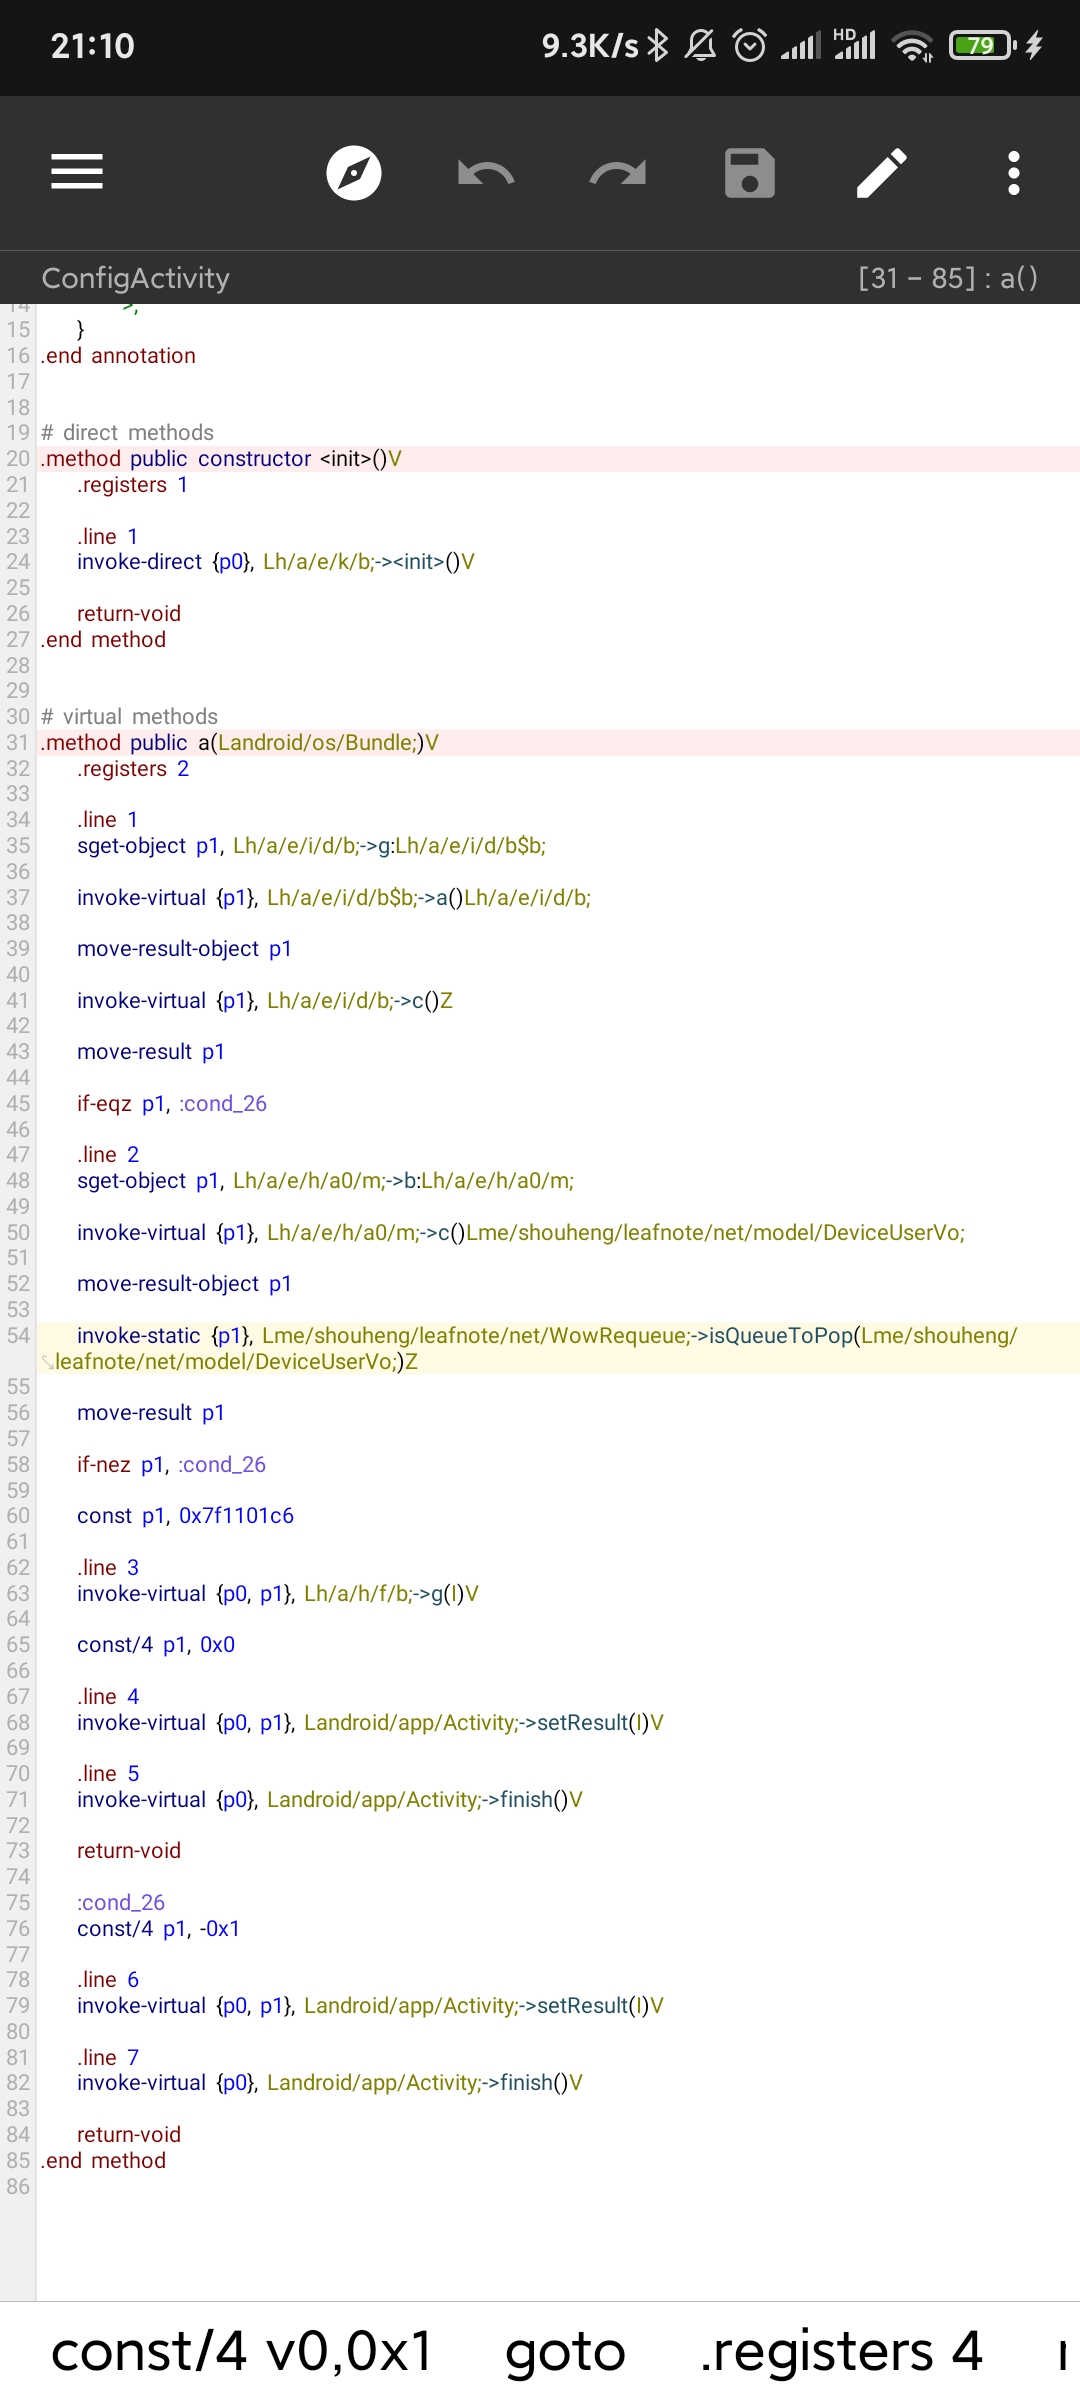 21:10
9.3K/s
HD
79
ConfigActivity
[31 – 85] : a()
14 >;
15 }
16 .end annotation
17
18
19 # direct methods
20 .method public constructor <init>()V
21 .registers 1
22
23 .line 1
24 invoke-direct {p0}, Lh/a/e/k/b;-><init>()V
25
26 return-void
27 .end method
28
29
30 # virtual methods
31 .method public a(Landroid/os/Bundle;)V
32 .registers 2
33
34 .line 1
35 sget-object p1, Lh/a/e/i/d/b;->g:Lh/a/e/i/d/b$b;
36
37 invoke-virtual {p1}, Lh/a/e/i/d/b$b;->a()Lh/a/e/i/d/b;
38
39 move-result-object p1
40
41 invoke-virtual {p1}, Lh/a/e/i/d/b;->c()Z
42
43 move-result p1
44
45 if-eqz p1, :cond_26
46
47 .line 2
48 sget-object p1, Lh/a/e/h/a0/m;->b:Lh/a/e/h/a0/m;
49
50 invoke-virtual {p1}, Lh/a/e/h/a0/m;->c()Lme/shouheng/leafnote/net/model/DeviceUserVo;
51
52 move-result-object p1
53
54 invoke-static {p1}, Lme/shouheng/leafnote/net/WowRequeue;->isQueueToPop(Lme/shouheng/
leafnote/net/model/DeviceUserVo;)Z
55
56 move-result p1
57
58 if-nez p1, :cond_26
59
60 const p1, 0x7f1101c6
61
62 .line 3
63 invoke-virtual {p0, p1}, Lh/a/h/f/b;->g(I)V
64
65 const/4 p1, 0x0
66
67 .line 4
68 invoke-virtual {p0, p1}, Landroid/app/Activity;->setResult(I)V
69
70 .line 5
71 invoke-virtual {p0}, Landroid/app/Activity;->finish()V
72
73 return-void
74
75 :cond_26
76 const/4 p1, -0x1
77
78 .line 6
79 invoke-virtual {p0, p1}, Landroid/app/Activity;->setResult(I)V
80
81 .line 7
82 invoke-virtual {p0}, Landroid/app/Activity;->finish()V
83
84 return-void
85 .end method
86
const/4 v0,0x1 goto .registers 4